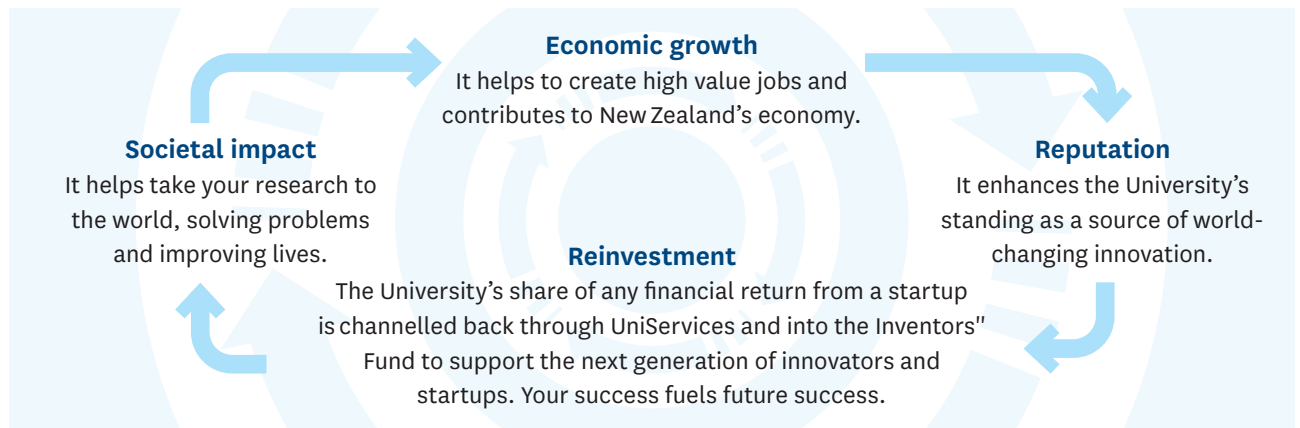 Economic growth
It helps to create high value jobs and
contributes to New Zealand’s economy.
Societal impact
It helps take your research to
the world, solving problems
and improving lives.
Reputation
It enhances the University’s
standing as a source of world-
changing innovation.
Reinvestment
The University’s share of any financial return from a startup
is channelled back through UniServices and into the Inventors"
Fund to support the next generation of innovators and
startups. Your success fuels future success.